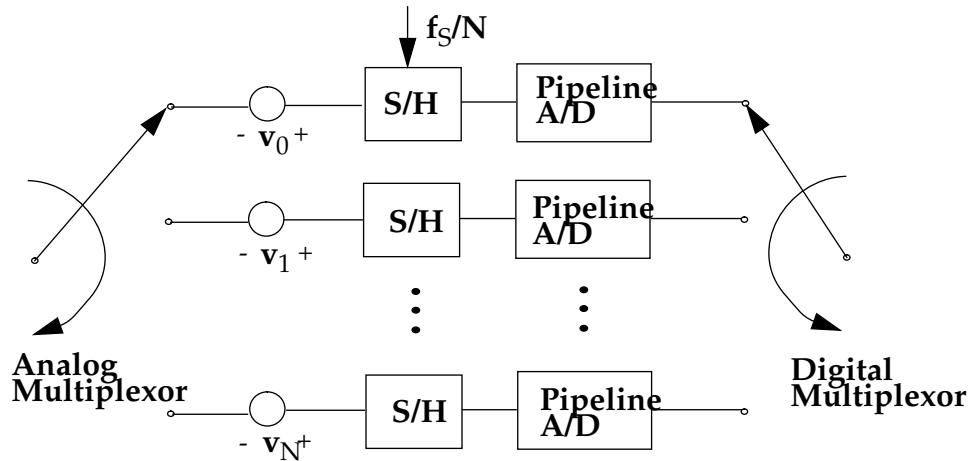 f_S/N
S/H
Pipeline
A/D
- v_0 +
S/H
Pipeline
A/D
- v_1 +
Analog
Multiplexor
Digital
Multiplexor
S/H
Pipeline
A/D
- v_N +